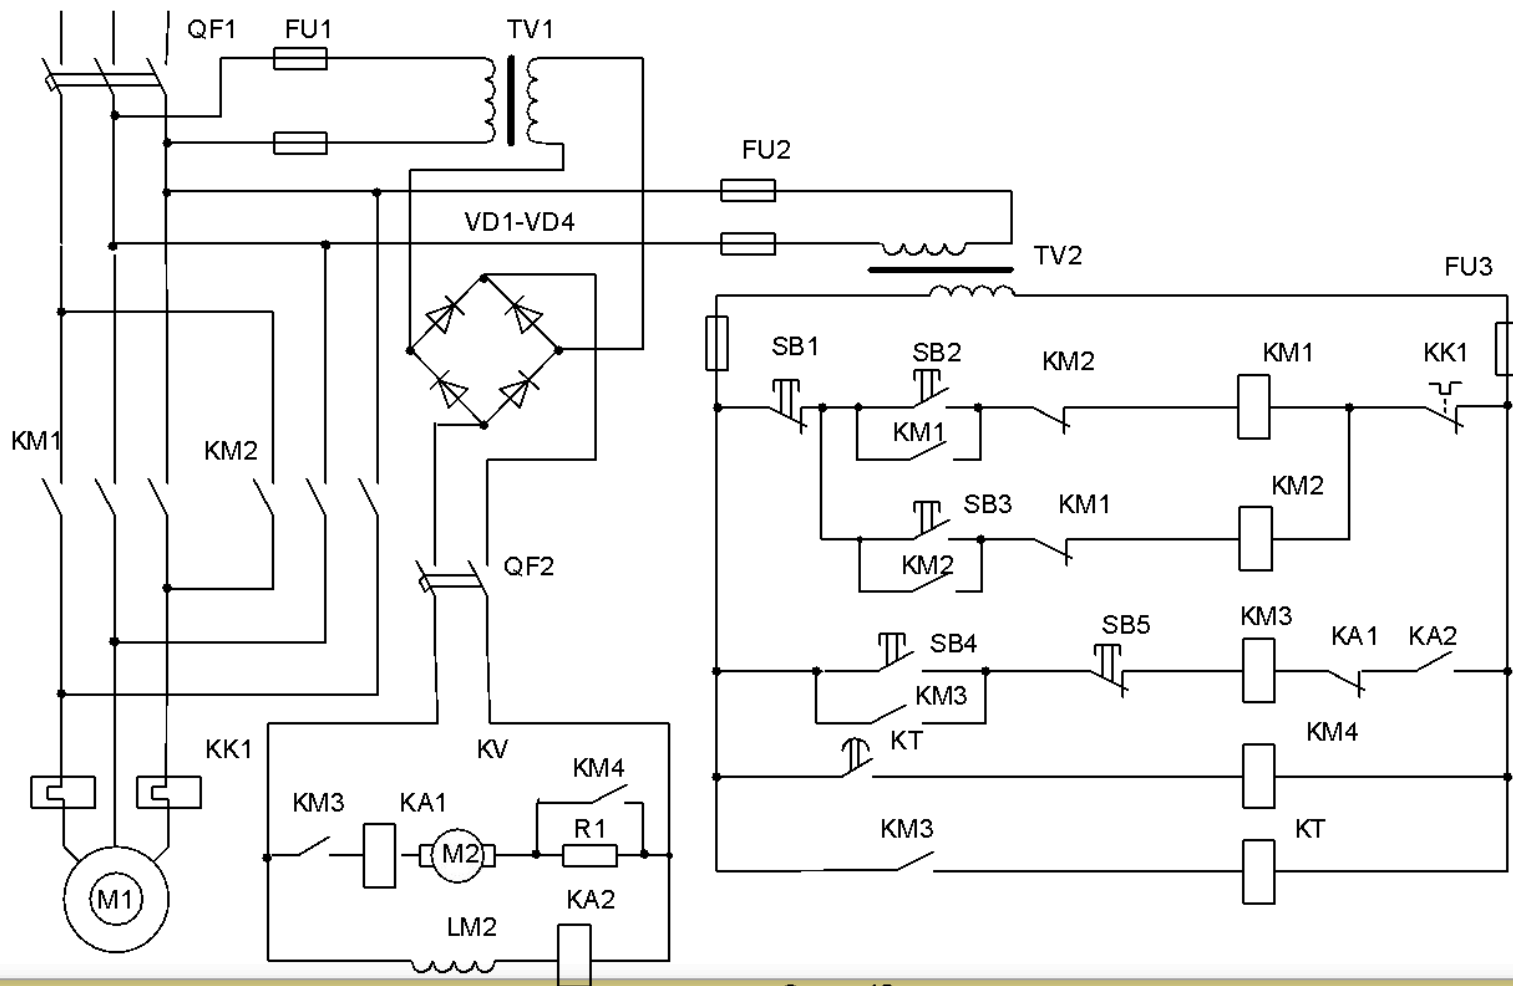 QF1 FU1 TV1
FU2
VD1-VD4
TV2
FU3
SB1 SB2 KM2 KM1 KK1
KM1 KM2
KM1
KM2
SB3 KM1
QF2
KM2
KM3
SB4 SB5 KA1 KA2
KM3
KK1 KV KT KM4
KM4
KM3 KA1
R1 KM3 KT
M2
M1 KA2
LM2